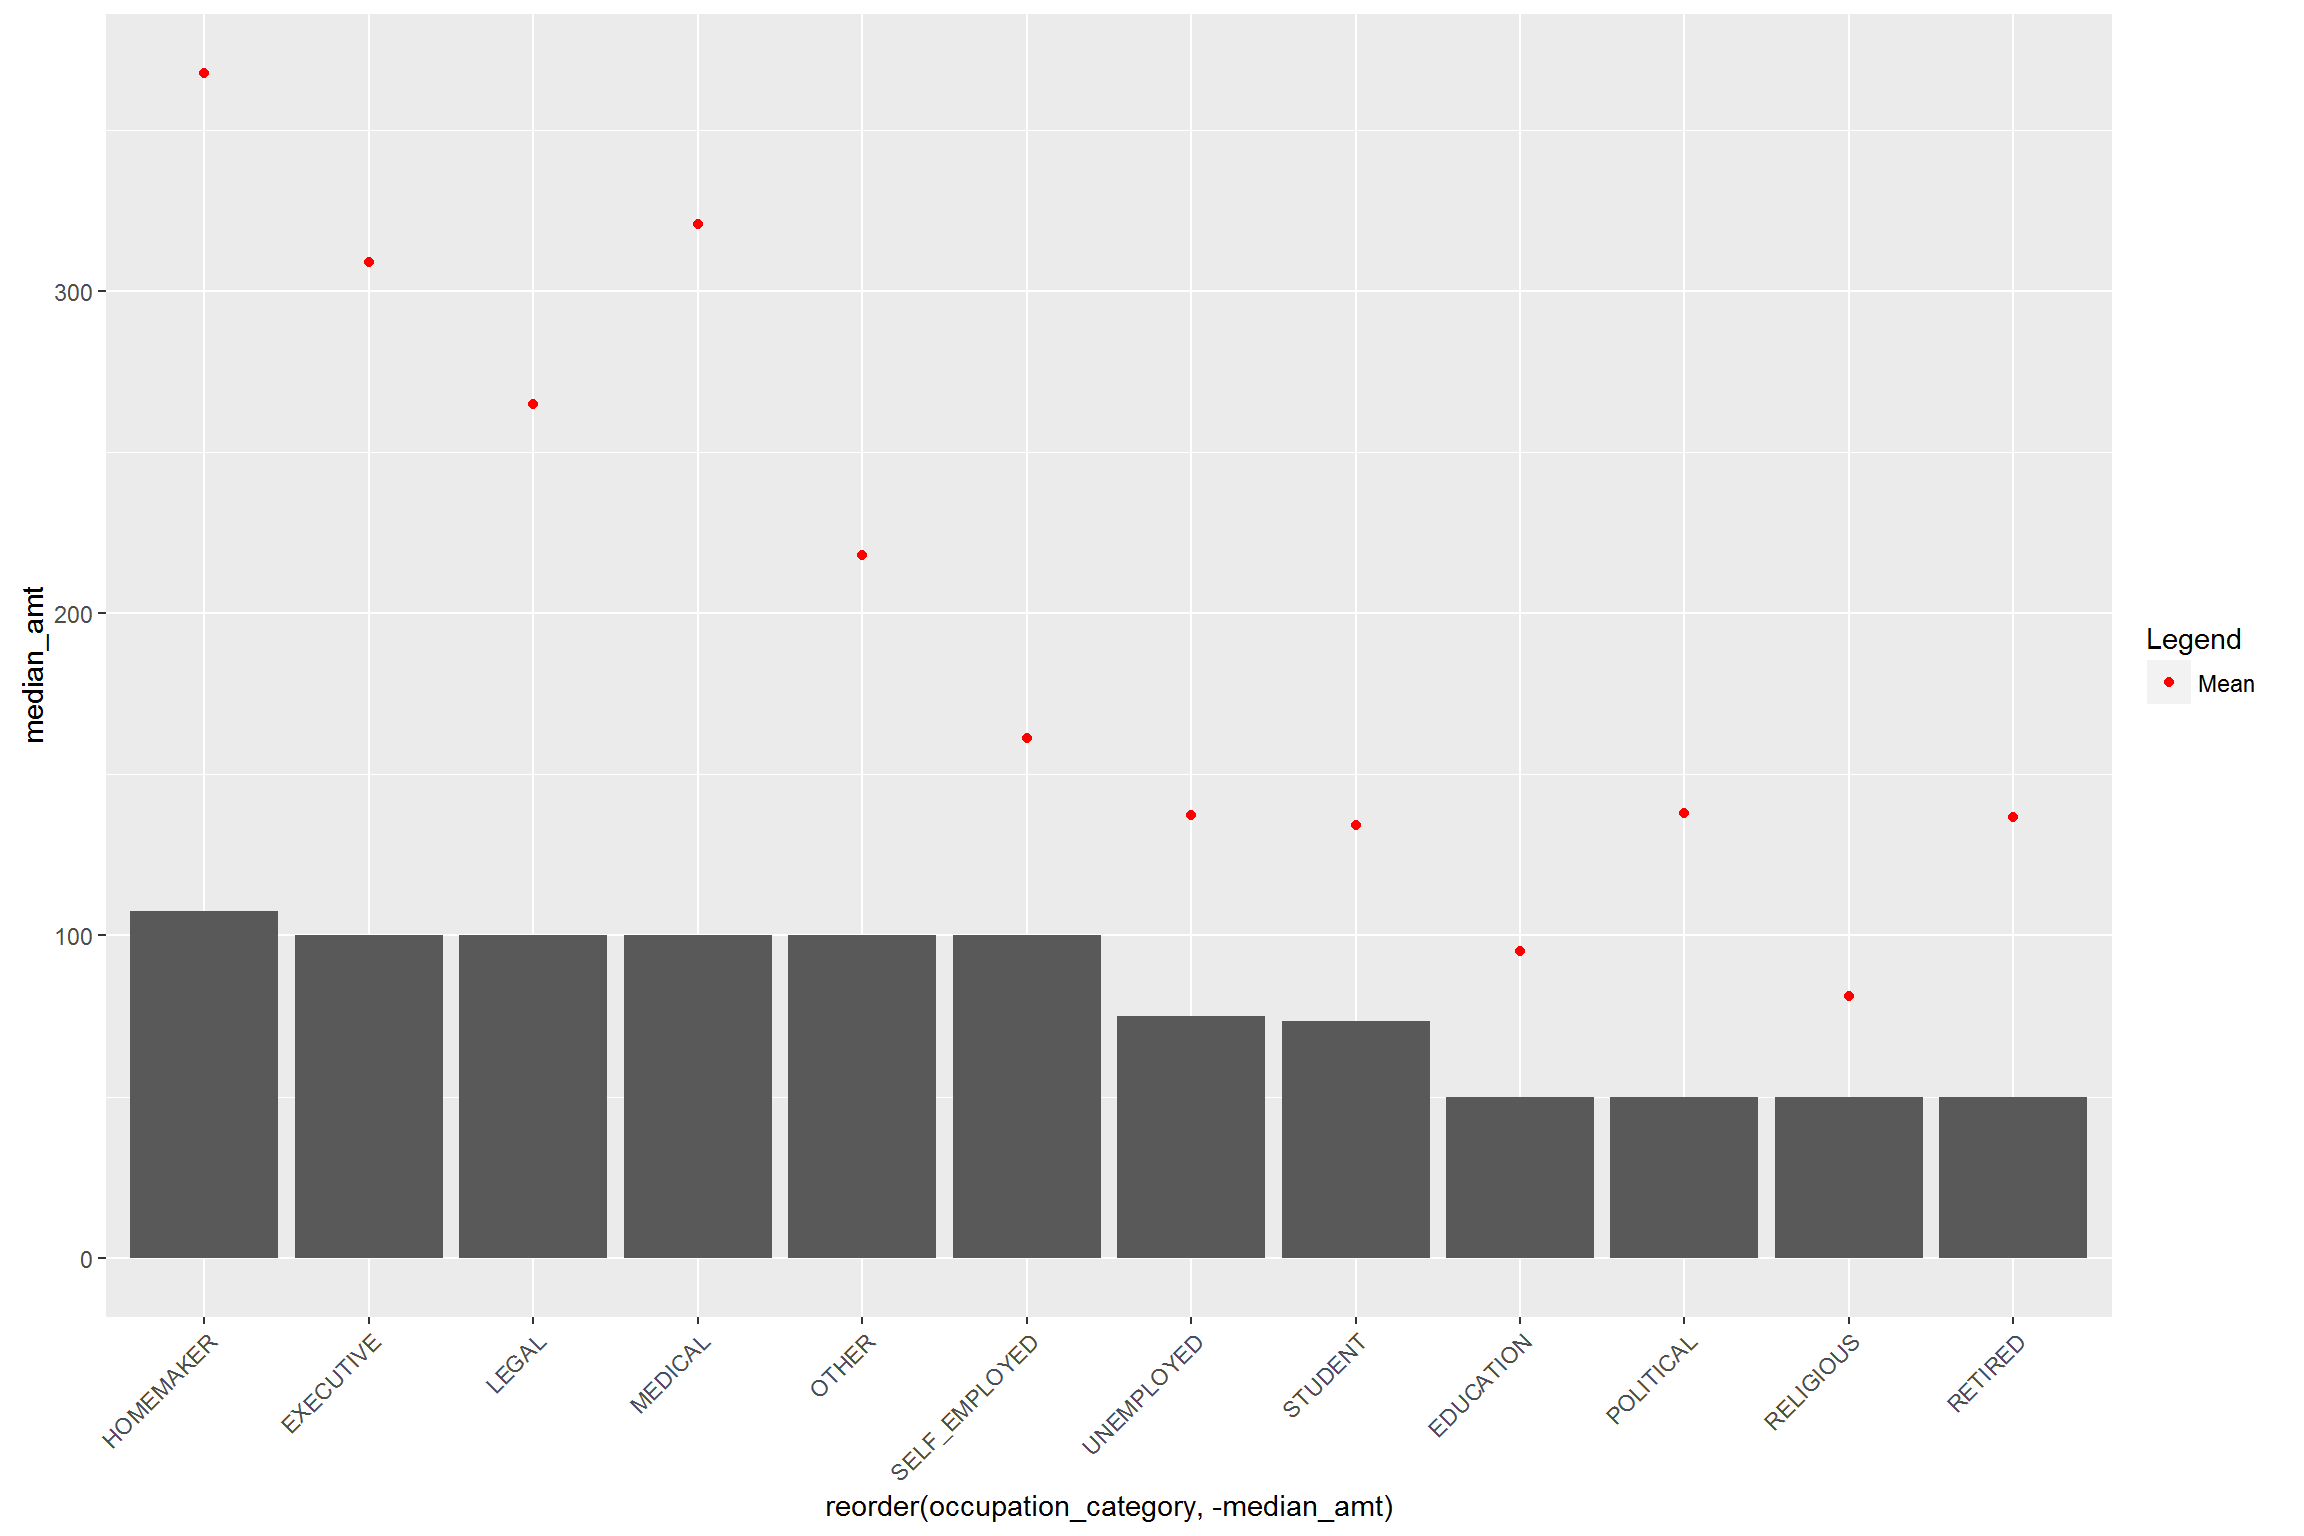 median_amt
300
200
100
0
HOMEMAKER
EXECUTIVE
LEGAL
MEDICAL
OTHER
SELF_EMPLOYED
UNEMPLOYED
STUDENT
EDUCATION
POLITICAL
RELIGIOUS
RETIRED
reorder(occupation_category, -median_amt)
Legend
Mean